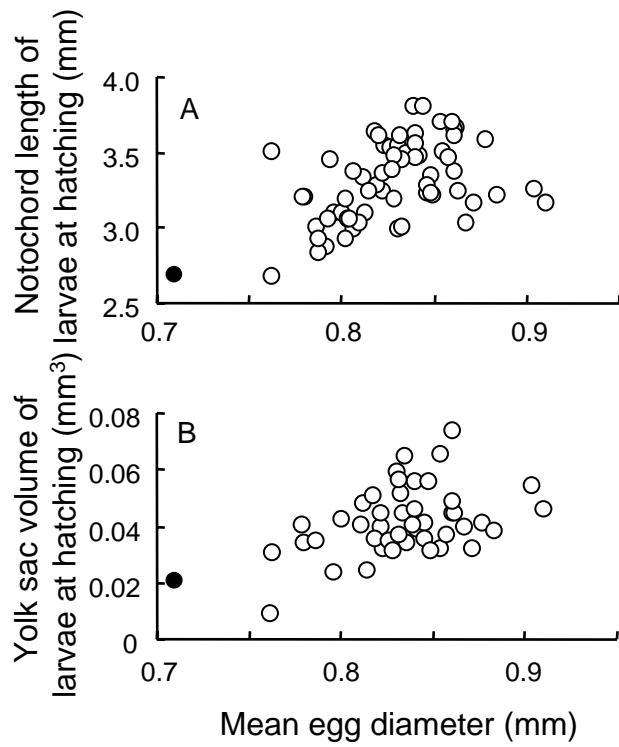 Notochord length of
larvae at hatching (mm)
4.0
3.5
3.0
2.5
A
0.7
0.8
0.9
Yolk sac volume of
larvae at hatching (mm³)
0.08
0.06
0.04
0.02
0
B
0.7
0.8
0.9
Mean egg diameter (mm)